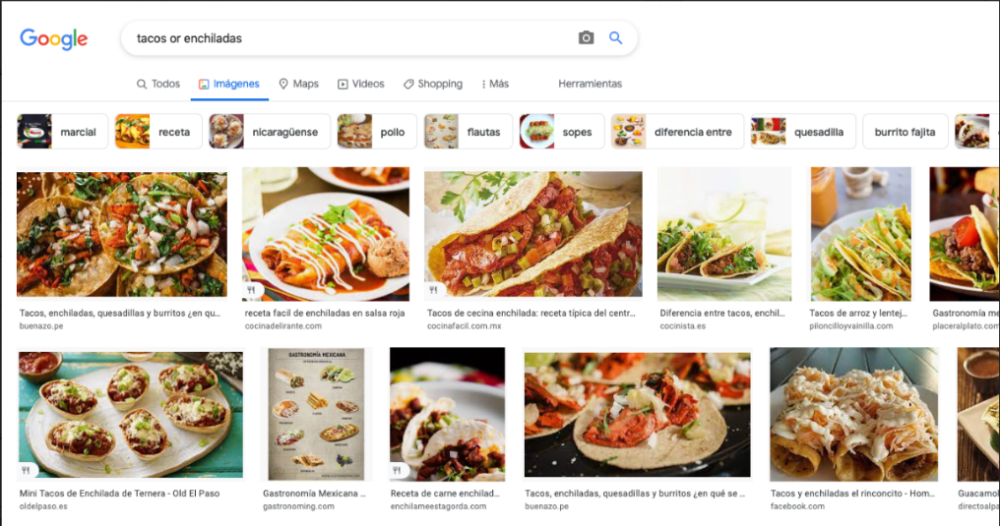 Google
tacos or enchiladas
Todos
Imágenes
Maps
Videos
Shopping
Más
Herramientas
marcial
receta
nicaragüense
pollo
flautas
sopes
diferencia entre
quesadilla
burrito fajita
Tacos, enchiladas, quesadillas y burritos ¿en qu...
buenazo.pe
receta facil de enchiladas en salsa roja
cocinadelirante.com
Tacos de cecina enchilada: receta típica del centr...
cocinafacil.com.mx
Diferencia entre tacos, enchil...
cocinista.es
Tacos de arroz y lentej...
piloncilloyvainilla.com
Gastronomía me
placeralplato.com
GASTRONOMÍA MEXICANA
Mini Tacos de Enchilada de Ternera - Old El Paso
oldelpaso.es
Gastronomía Mexicana ...
gastronoming.com
Receta de carne enchilad...
enchilameestagorda.com
Tacos, enchiladas, quesadillas y burritos ¿en qué se ...
buenazo.pe
Tacos y enchiladas el rinconcito - Hom...
facebook.com
Guacamol
directoalpa